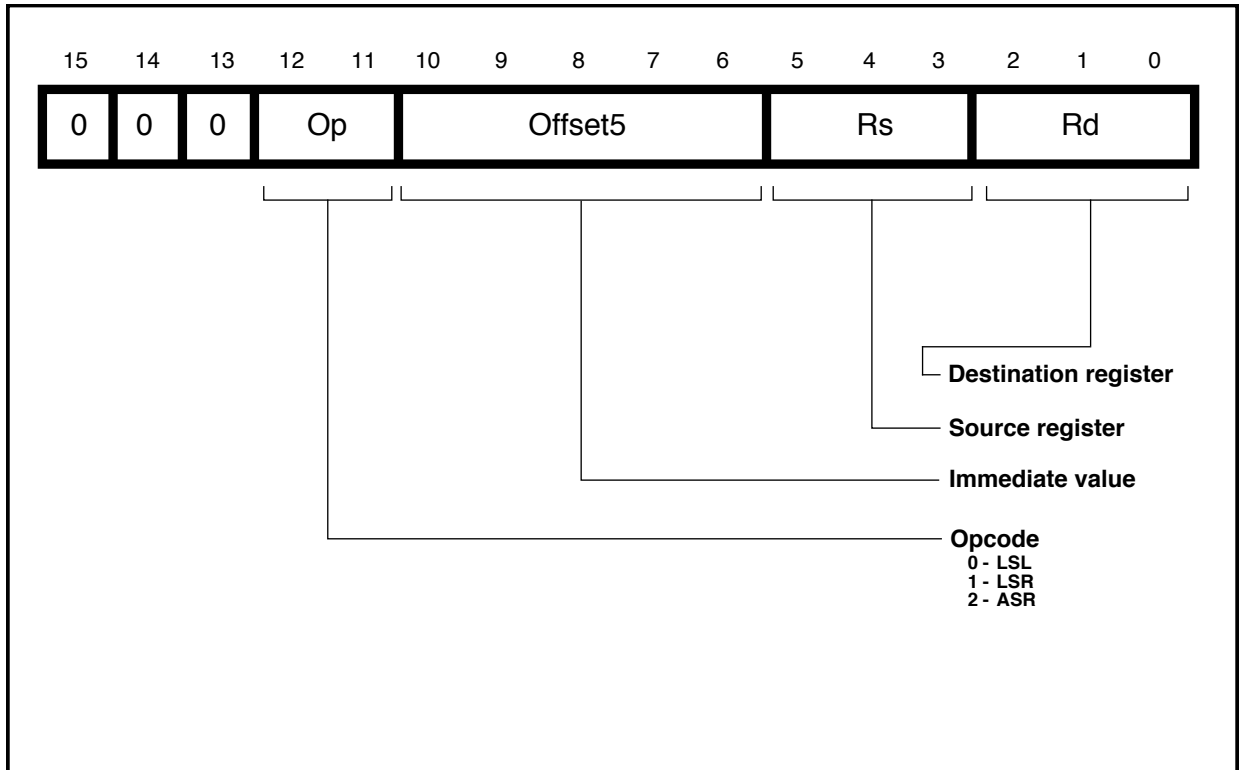 15 14 13 12 11 10 9 8 7 6 5 4 3 2 1 0
0 0 0 Op Offset5 Rs Rd
Destination register
Source register
Immediate value
Opcode
0 - LSL
1 - LSR
2 - ASR